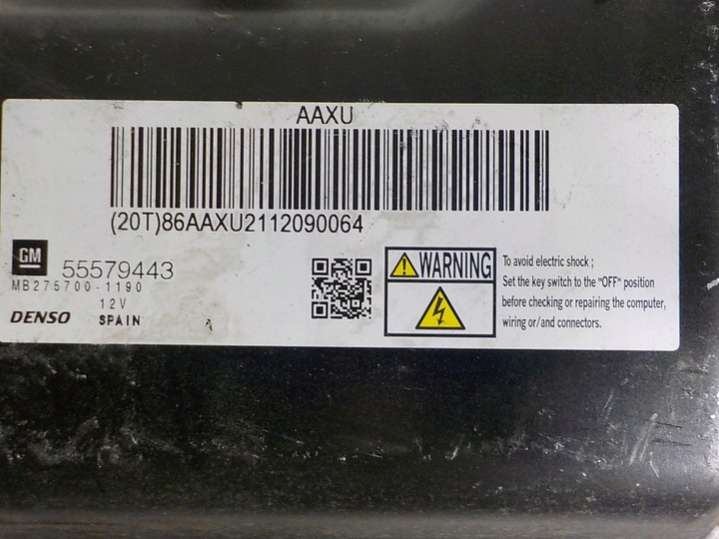 AAXU
(20T)86AAXU2112090064
GM
55579443
MB275700-1190
12V
DENSO SPAIN
WARNING
To avoid electric shock ;
Set the key switch to the "OFF" position
before checking or repairing the computer,
wiring or/and connectors.